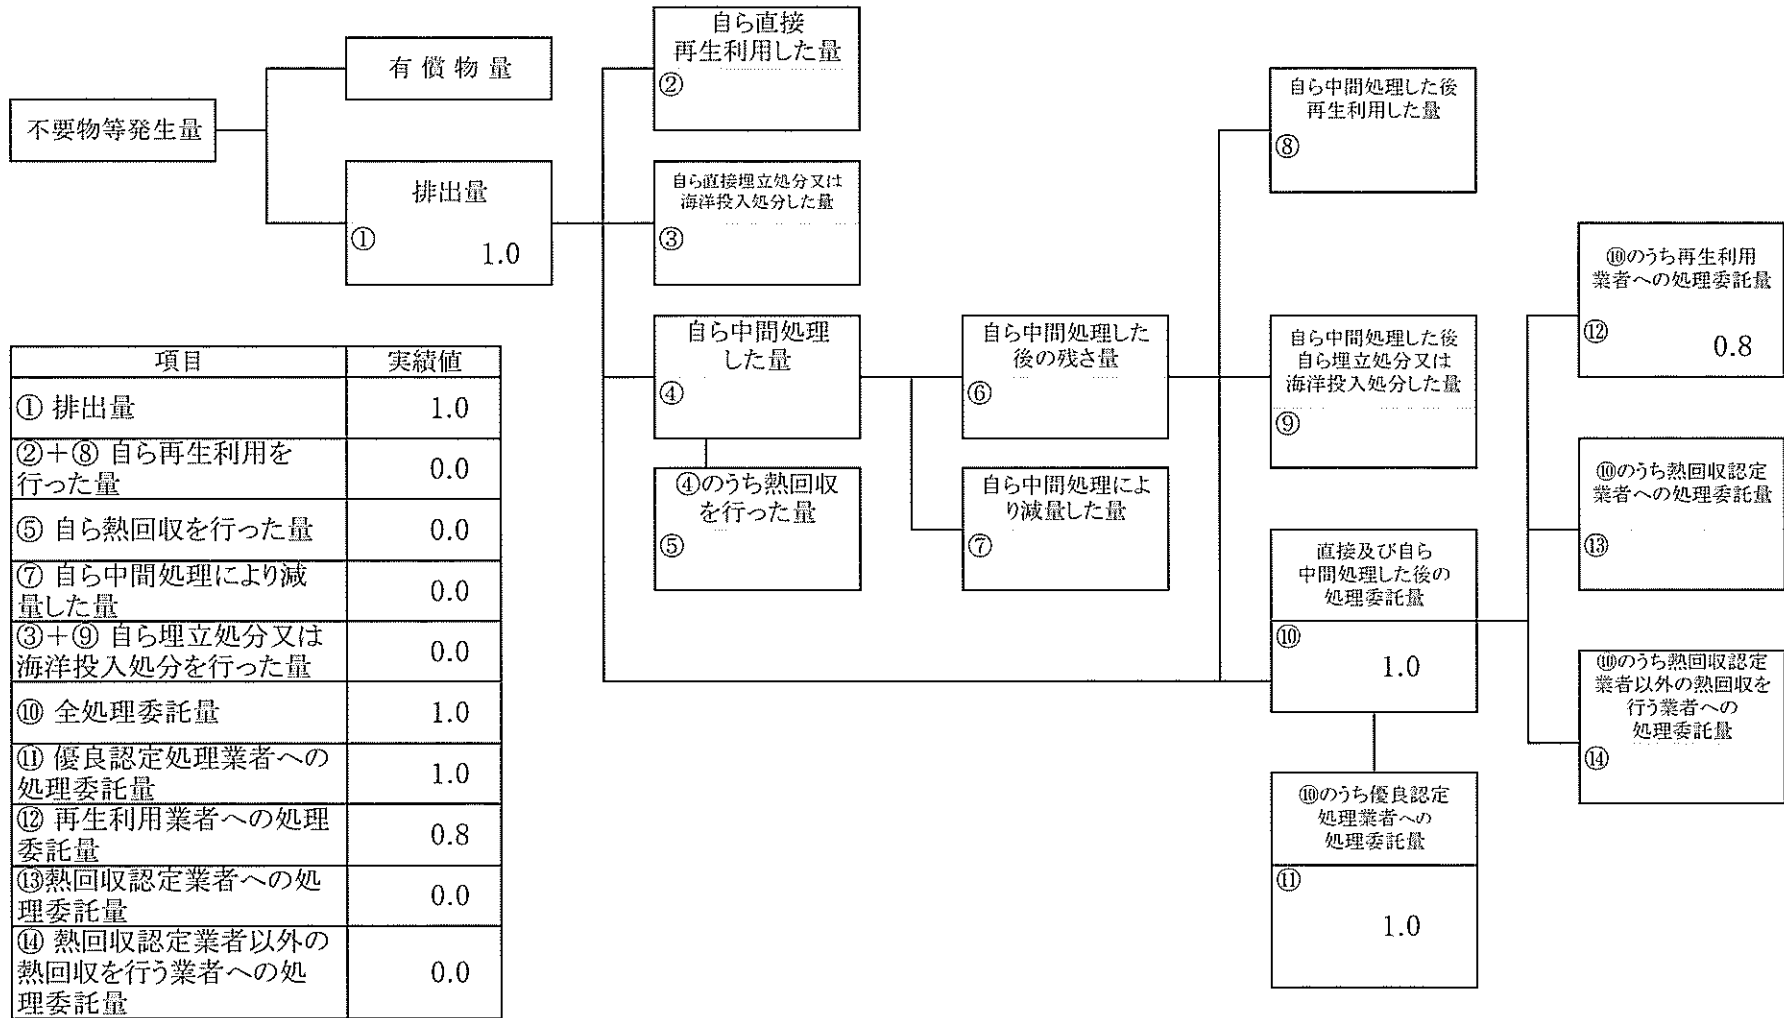 不要物等発生量
有償物量
排出量
①
1.0
自ら直接
再生利用した量
②
自ら直接埋立処分又は
海洋投入処分した量
③
自ら中間処理
した量
④
④のうち熱回収
を行った量
⑤
自ら中間処理した
後の残さ量
⑥
自ら中間処理によ
り減量した量
⑦
自ら中間処理した後
再生利用した量
⑧
自ら中間処理した後
自ら埋立処分又は
海洋投入処分した量
⑨
直接及び自ら
中間処理した後の
処理委託量
⑩
1.0
⑩のうち優良認定
処理業者への
処理委託量
⑪
1.0
⑩のうち再生利用
業者への処理委託量
⑫
0.8
⑩のうち熱回収認定
業者への処理委託量
⑬
⑩のうち熱回収認定
業者以外の熱回収を
行う業者への
処理委託量
⑭
項目 実績値
① 排出量 1.0
②+⑧ 自ら再生利用を
行った量 0.0
⑤ 自ら熱回収を行った量 0.0
⑦ 自ら中間処理により減
量した量 0.0
③+⑨ 自ら埋立処分又は
海洋投入処分を行った量 0.0
⑩ 全処理委託量 1.0
⑪ 優良認定処理業者への
処理委託量 1.0
⑫ 再生利用業者への処理
委託量 0.8
⑬熱回収認定業者への処
理委託量 0.0
⑭ 熱回収認定業者以外の
熱回収を行う業者への処
理委託量 0.0